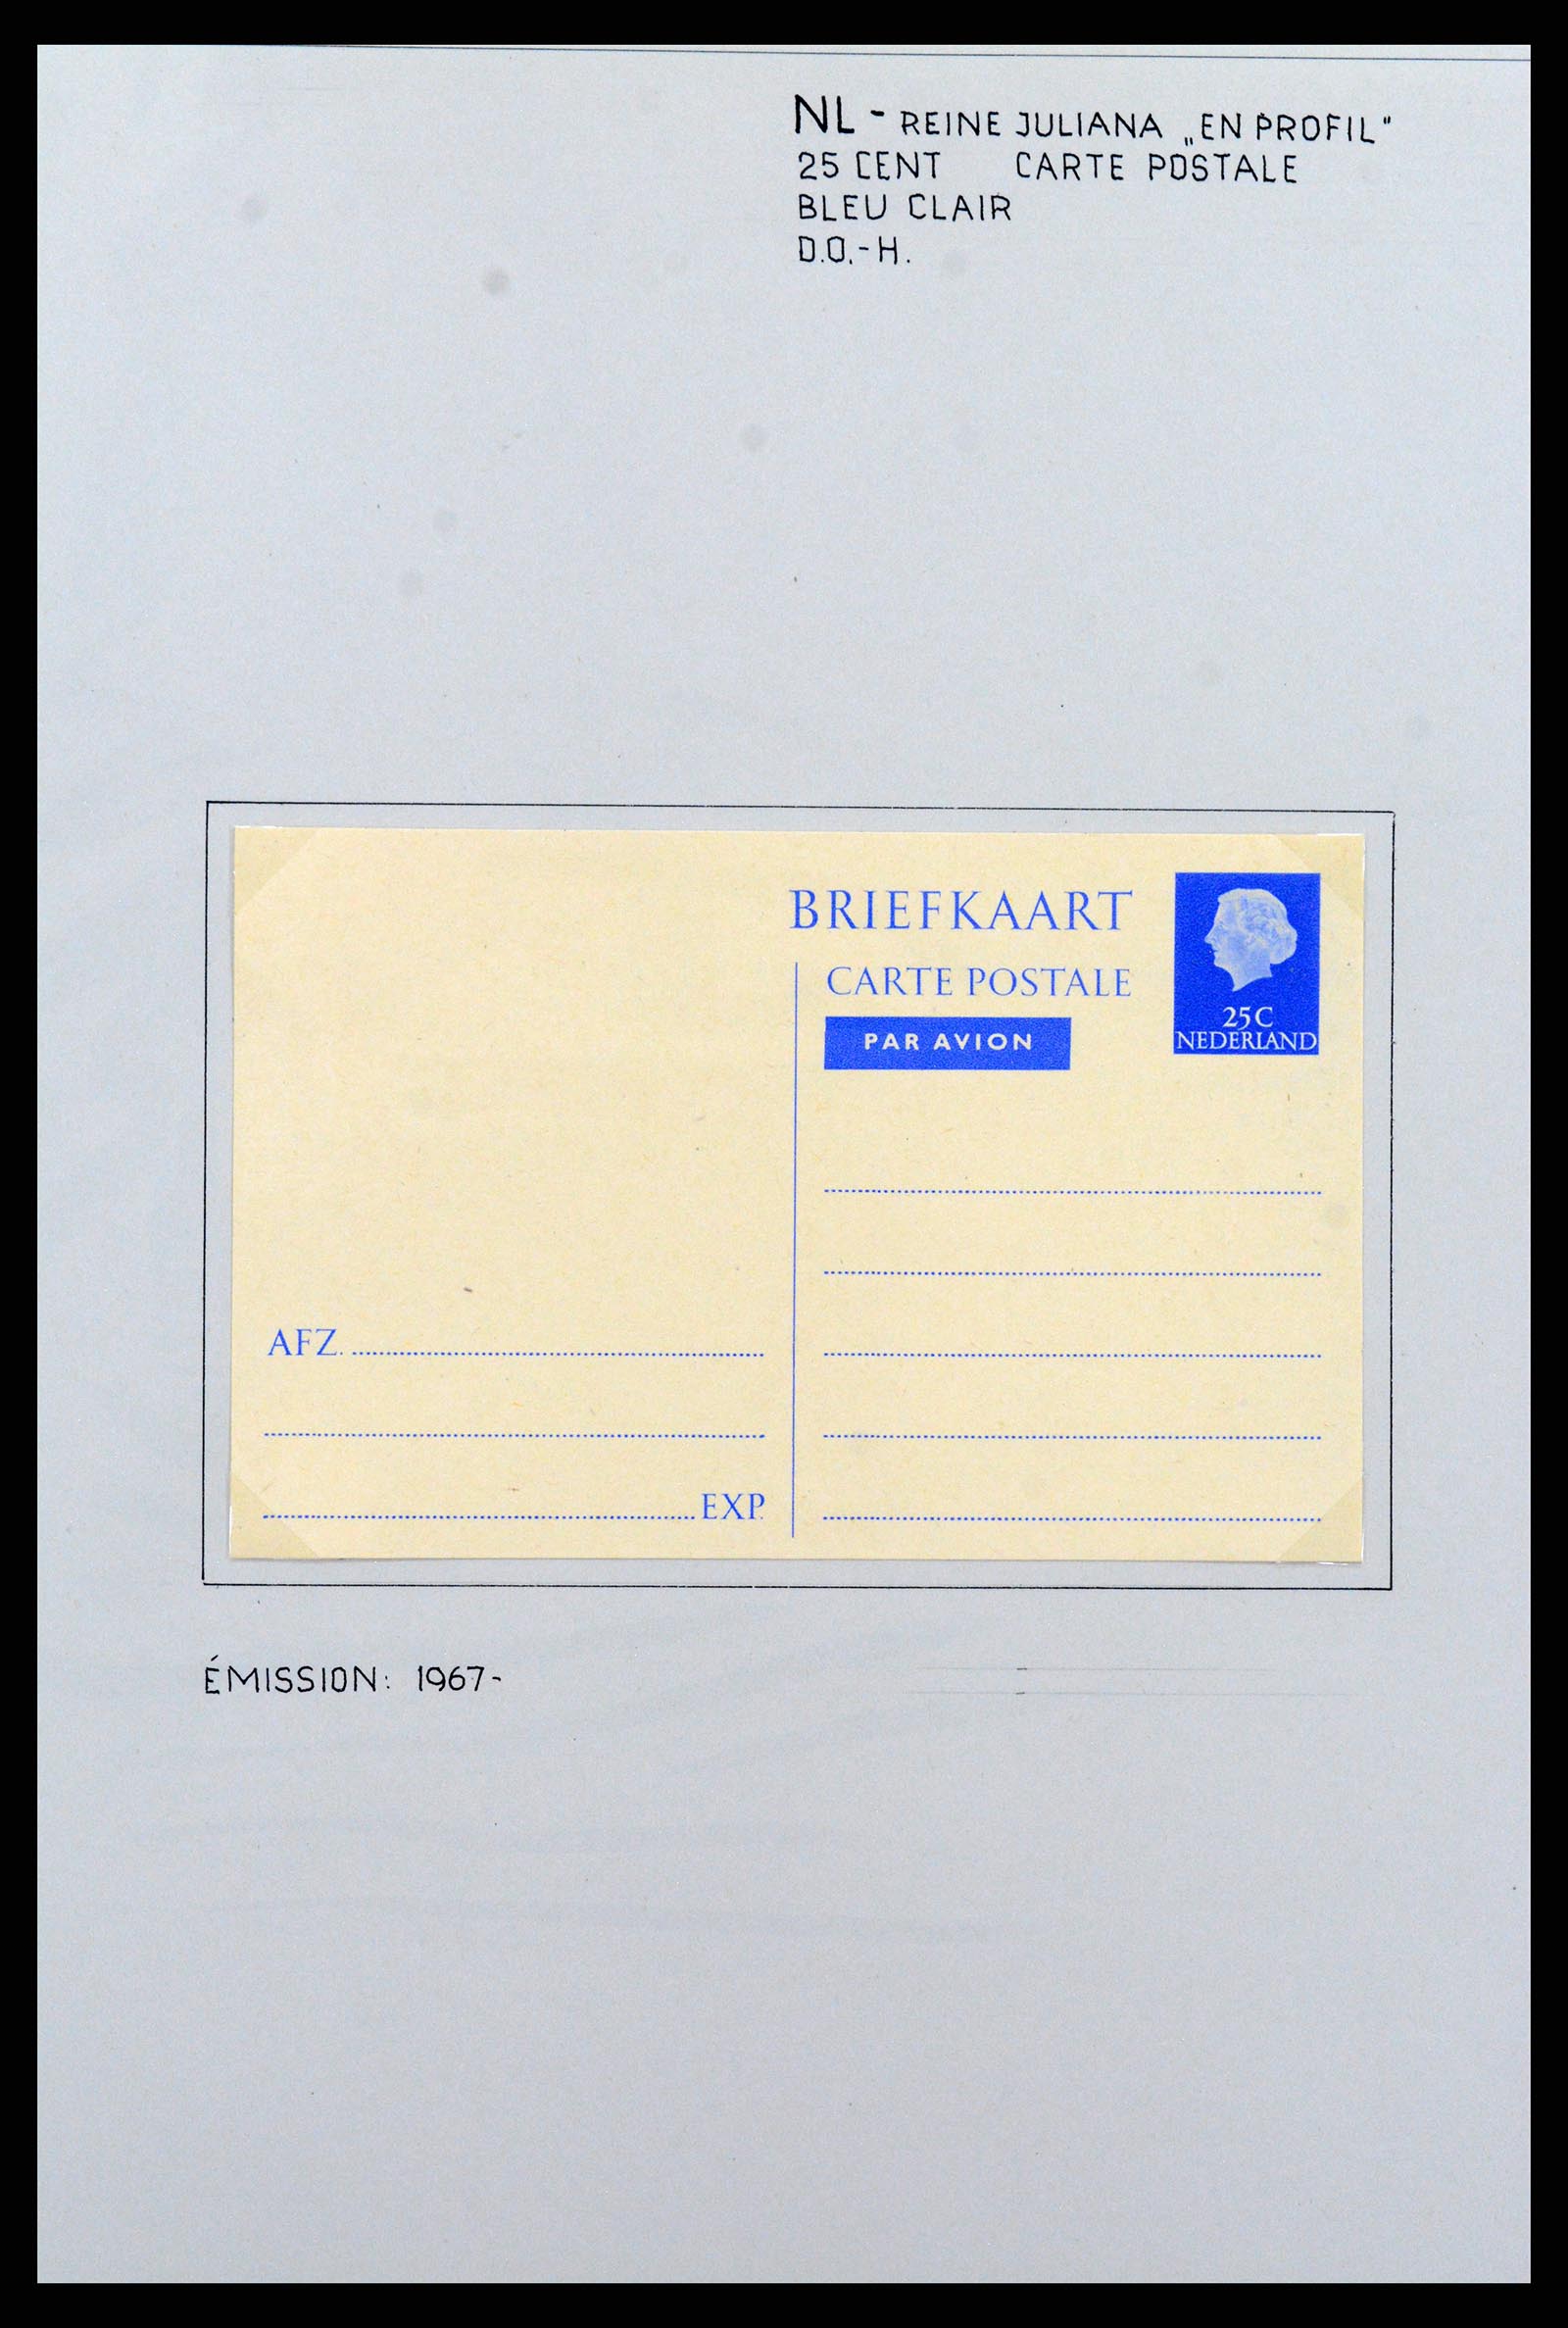 NL - REINE JULIANA „EN PROFIL"
25 CENT CARTE POSTALE
BLEU CLAIR
D.O.-H.
BRIEFKAART
CARTE POSTALE
PAR AVION
25C
NEDERLAND
AFZ.
EXP.
ÉMISSION: 1967-